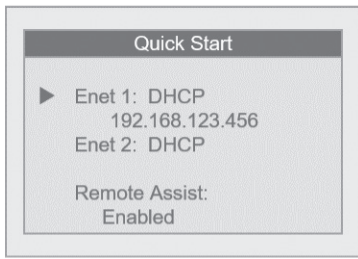 Quick Start
Enet 1: DHCP
192.168.123.456
Enet 2: DHCP
Remote Assist:
Enabled